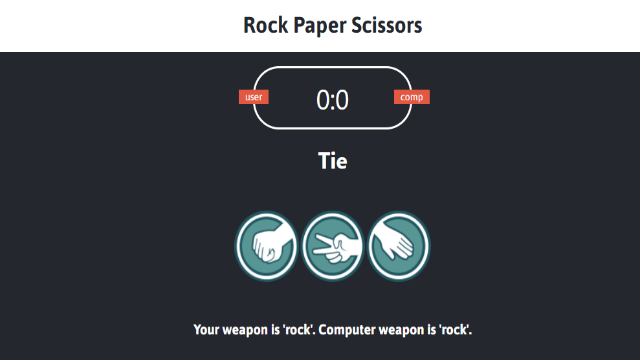 Rock Paper Scissors
user
0:0
comp
Tie
Your weapon is 'rock'. Computer weapon is 'rock'.